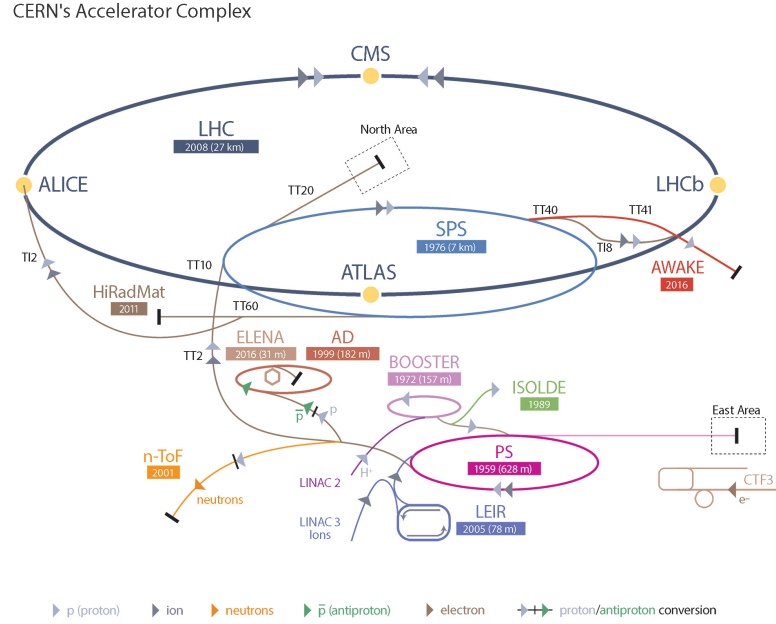 CERN's Accelerator Complex
CMS
LHC
2008 (27 km)
North Area
ALICE
TT20
LHCb
TT40
TT41
SPS
1976 (7 km)
TI8
TI2
TT10
ATLAS
AWAKE
2016
HiRadMat
2011
TT60
ELENA
2016 (31 m)
AD
1999 (182 m)
TT2
BOOSTER
1972 (157 m)
ISOLDE
1989
p̅
p
East Area
n-ToF
2001
PS
1959 (628 m)
H⁺
LINAC 2
neutrons
CTF3
e-
LEIR
2005 (78 m)
LINAC 3
Ions
p (proton)
ion
neutrons
p̅ (antiproton)
electron
proton/antiproton conversion